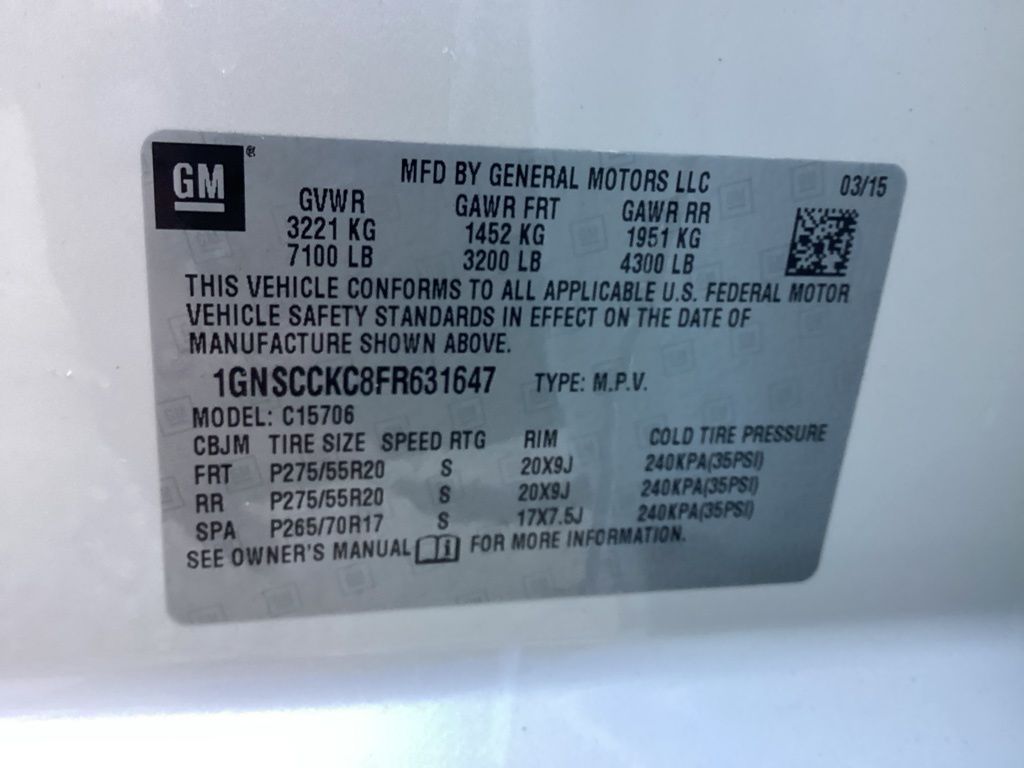 GM ®
MFD BY GENERAL MOTORS LLC 03/15
GVWR GAWR FRT GAWR RR
3221 KG 1452 KG 1951 KG
7100 LB 3200 LB 4300 LB
THIS VEHICLE CONFORMS TO ALL APPLICABLE U.S. FEDERAL MOTOR
VEHICLE SAFETY STANDARDS IN EFFECT ON THE DATE OF
MANUFACTURE SHOWN ABOVE.
1GNSCCKC8FR631647 TYPE: M.P.V.
MODEL: C15706
CBJM TIRE SIZE SPEED RTG RIM COLD TIRE PRESSURE
FRT P275/55R20 S 20X9J 240KPA(35PSI)
RR P275/55R20 S 20X9J 240KPA(35PSI)
SPA P265/70R17 S 17X7.5J 240KPA(35PSI)
SEE OWNER'S MANUAL FOR MORE INFORMATION.